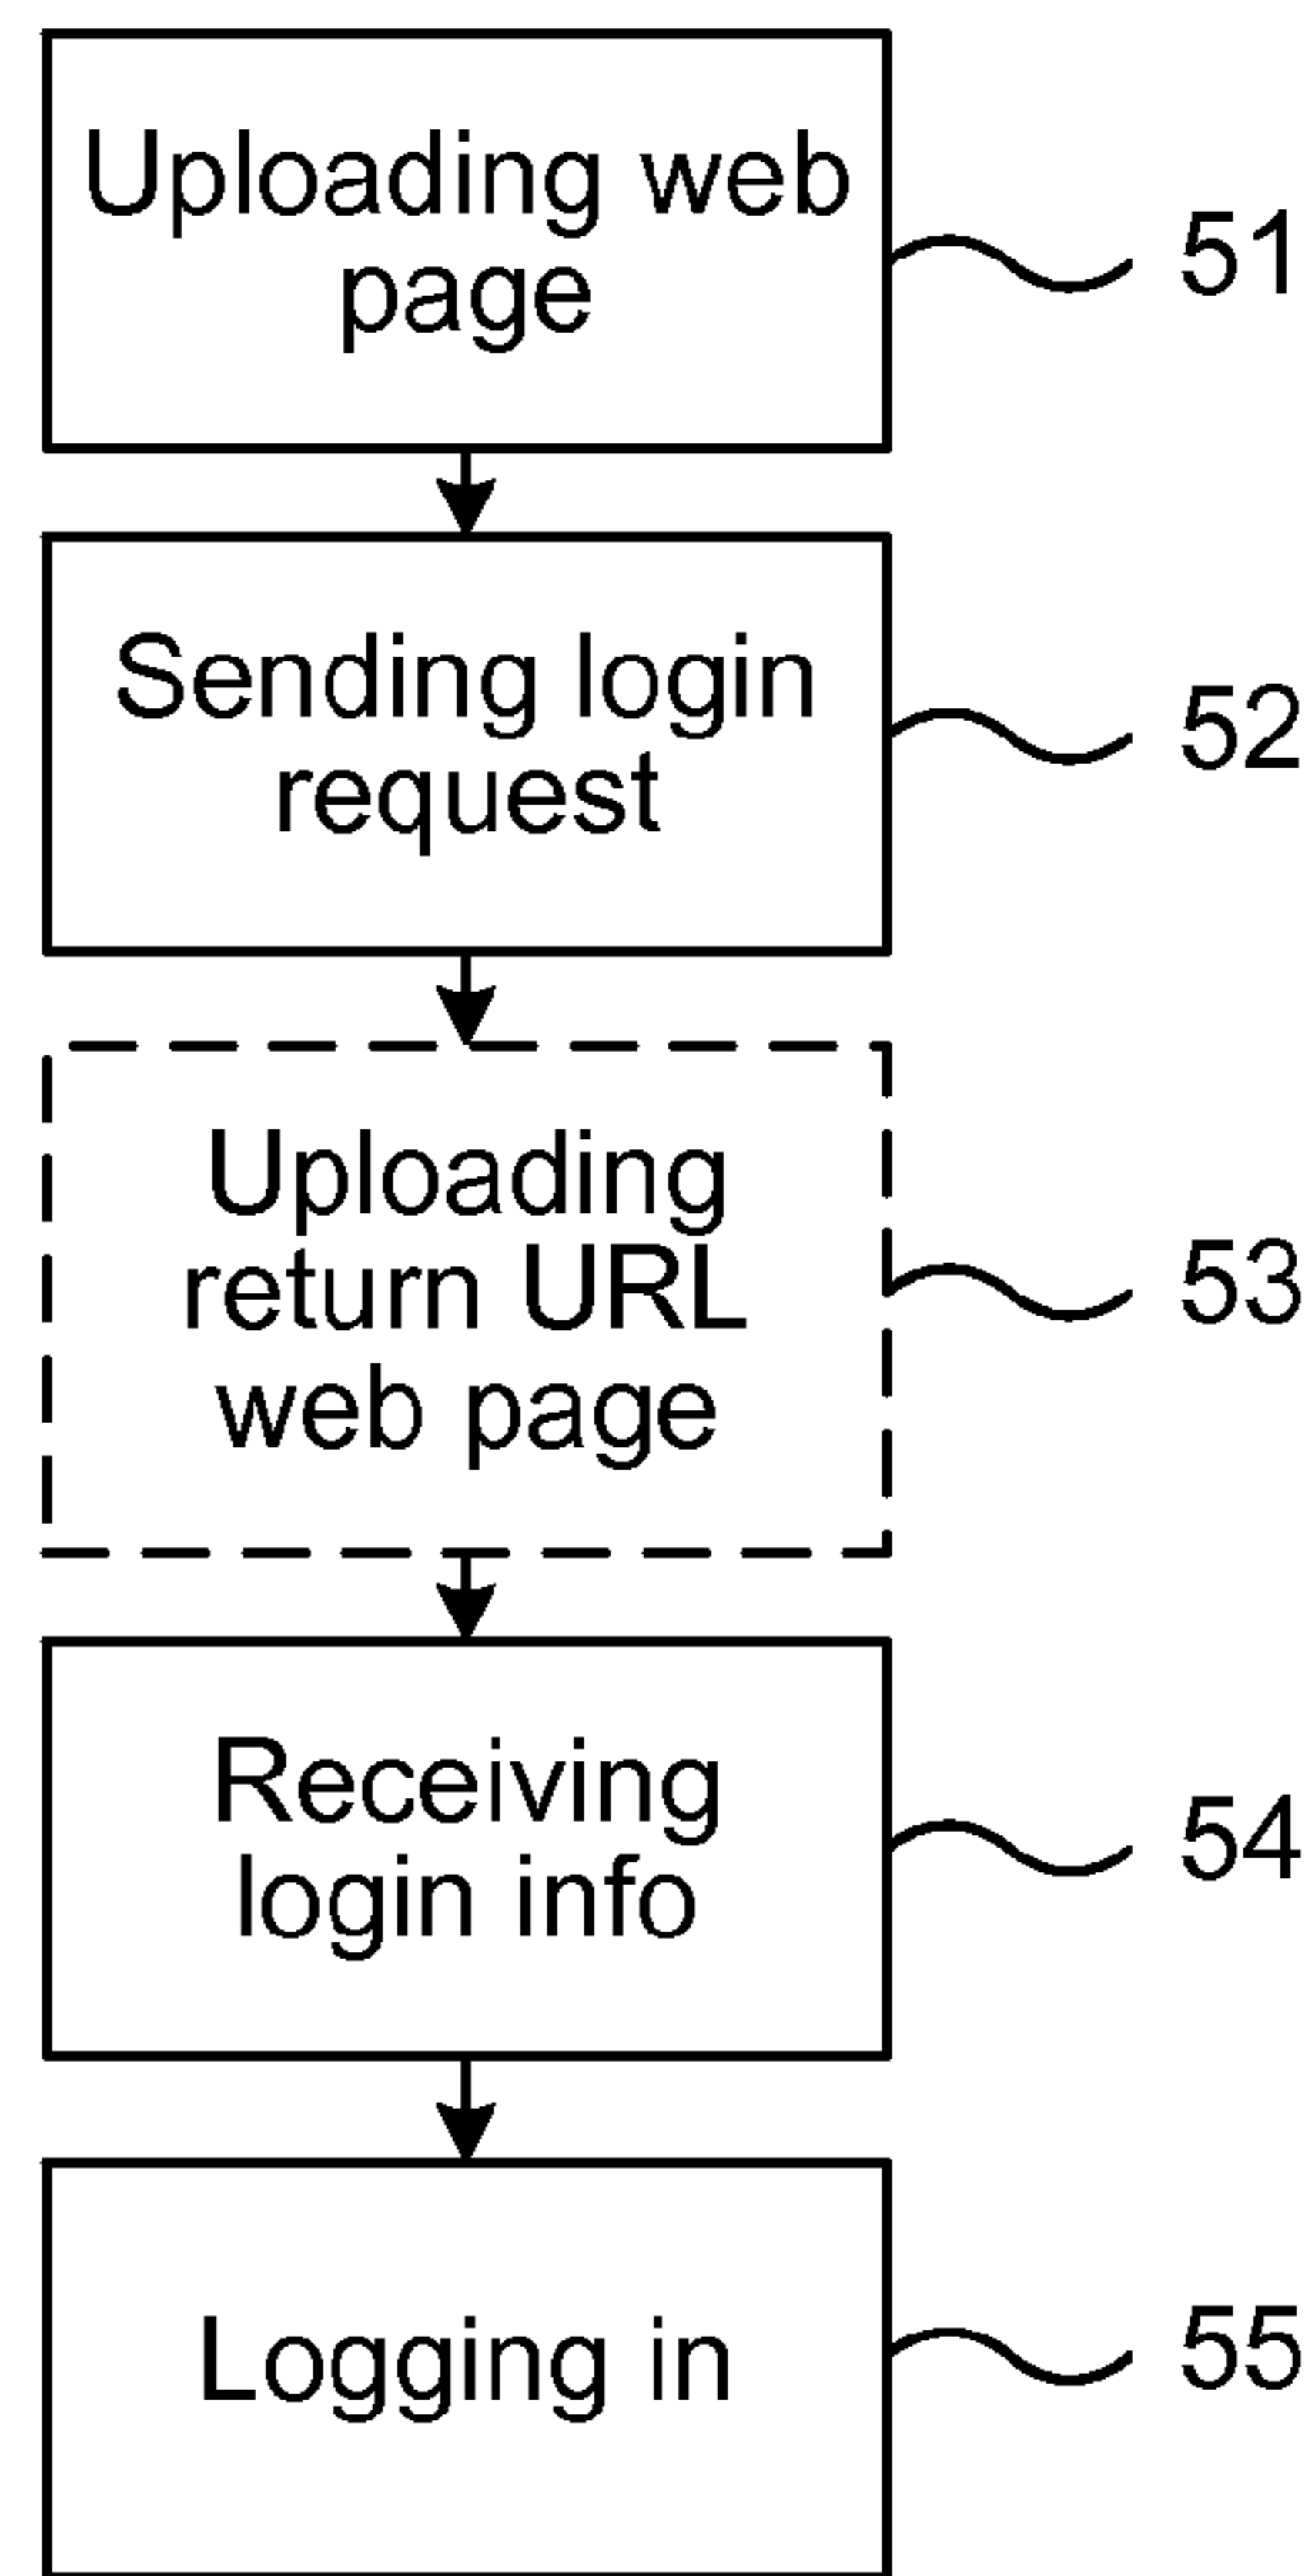 Uploading web
page
51
Sending login
request
52
Uploading
return URL
web page
53
Receiving
login info
54
Logging in
55